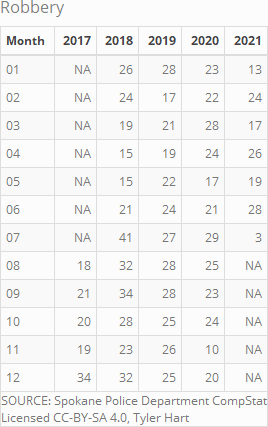 Robbery
Month 2017 2018 2019 2020 2021
01 NA 26 28 23 13
02 NA 24 17 22 24
03 NA 19 21 28 17
04 NA 15 19 24 26
05 NA 15 22 17 19
06 NA 21 24 21 28
07 NA 41 27 29 3
08 18 32 28 25 NA
09 21 34 28 23 NA
10 20 28 25 24 NA
11 19 23 26 10 NA
12 34 32 25 20 NA
SOURCE: Spokane Police Department CompStat
Licensed CC-BY-SA 4.0, Tyler Hart